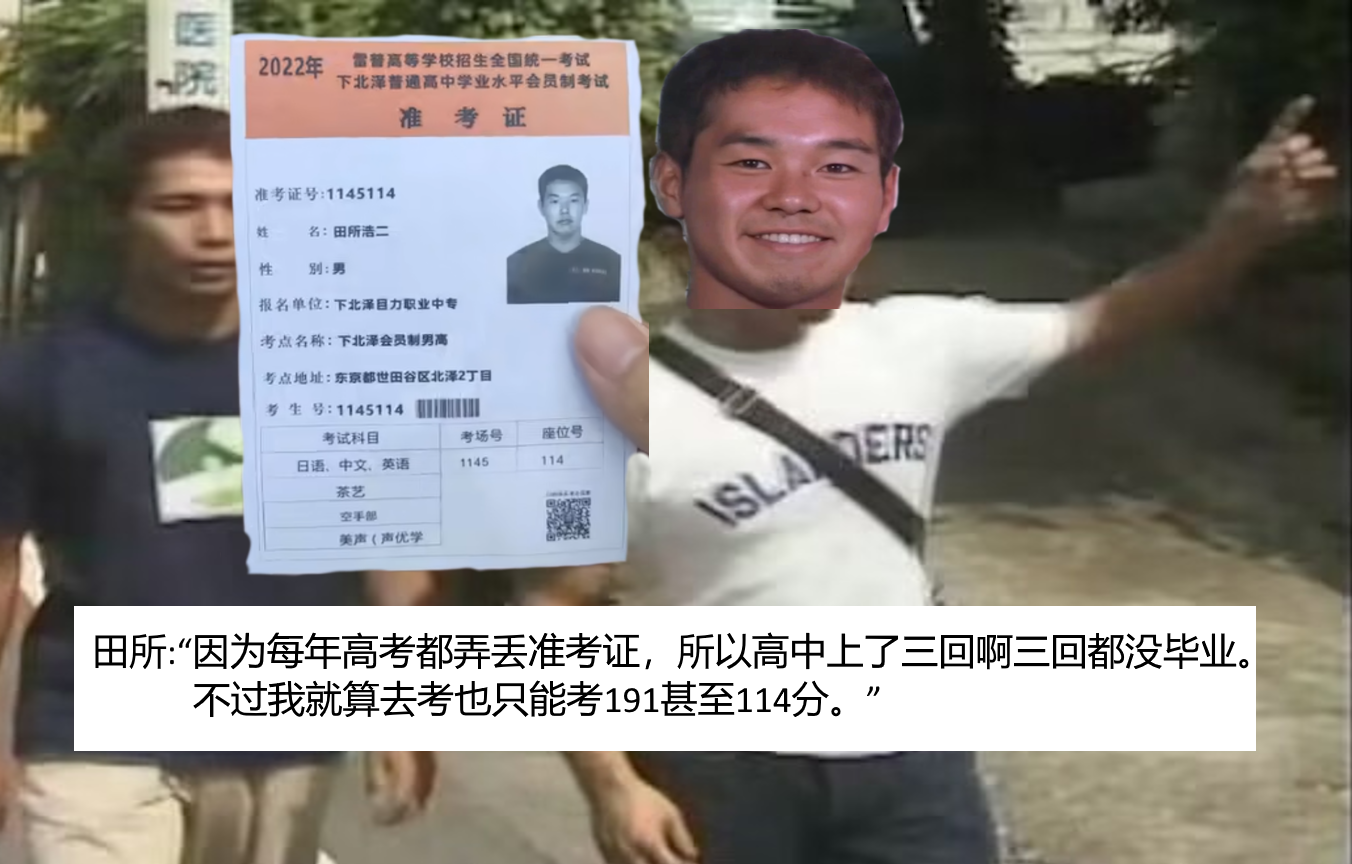 医
院
2022年
雷普高等学校招生全国統一考试
下北泽普通高中学业水平会员制考试
准考证
准考证号:1145114
姓 名:田所浩二
性 別:男
报名单位:下北泽目力职业中专
考点名称:下北泽会员制男高
考点地址:东京都世田谷区北泽2丁目
考生号:1145114
考试科目 考场号 座位号
日语、中文、英语 1145 114
茶艺
空手部
美声(声优学
ISLANDERS
田所:“因为每年高考都弄丢准考证，所以高中上了三回啊三回都没毕业。
不过我就算去考也只能考191甚至114分。”